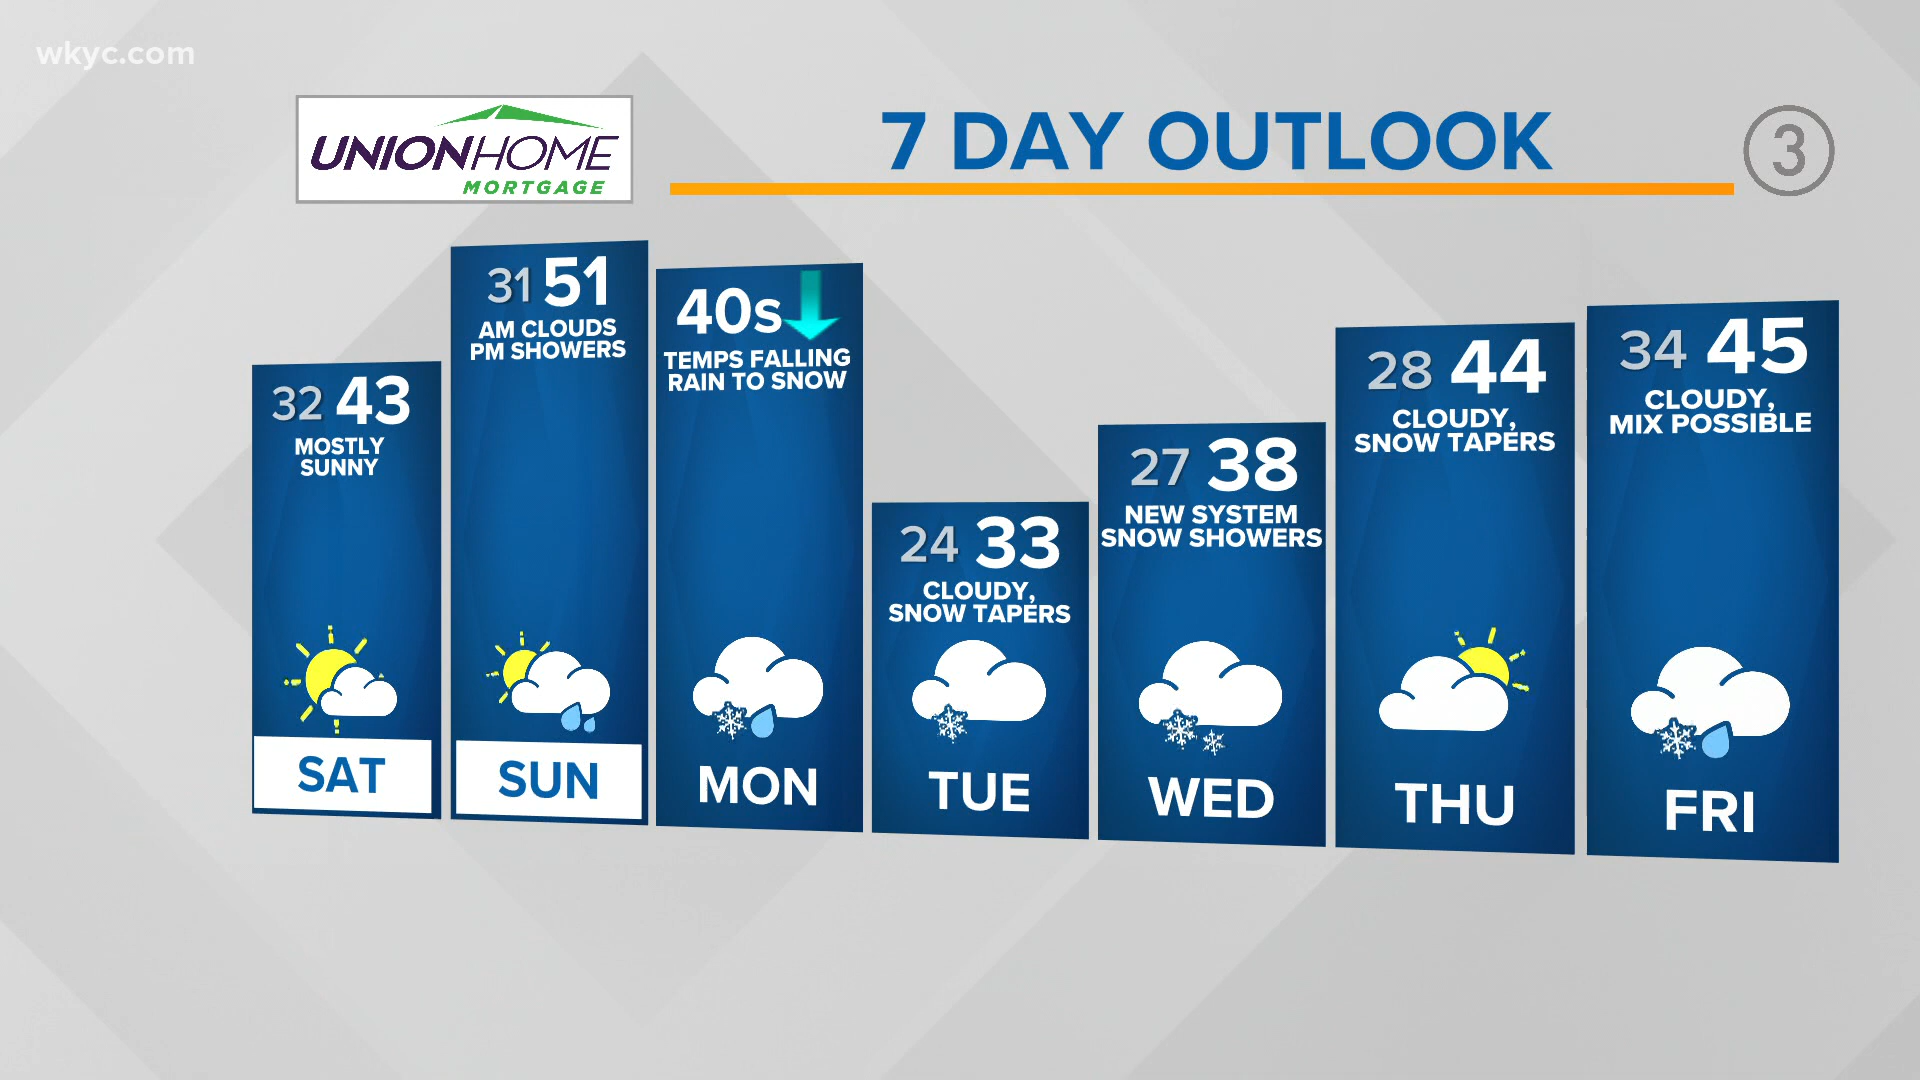 wkyc.com
UNIONHOME
MORTGAGE
7 DAY OUTLOOK
3
32 43
MOSTLY
SUNNY
SAT
31 51
AM CLOUDS
PM SHOWERS
SUN
40s
TEMPS FALLING
RAIN TO SNOW
MON
24 33
CLOUDY,
SNOW TAPERS
TUE
27 38
NEW SYSTEM
SNOW SHOWERS
WED
28 44
CLOUDY,
SNOW TAPERS
THU
34 45
CLOUDY,
MIX POSSIBLE
FRI